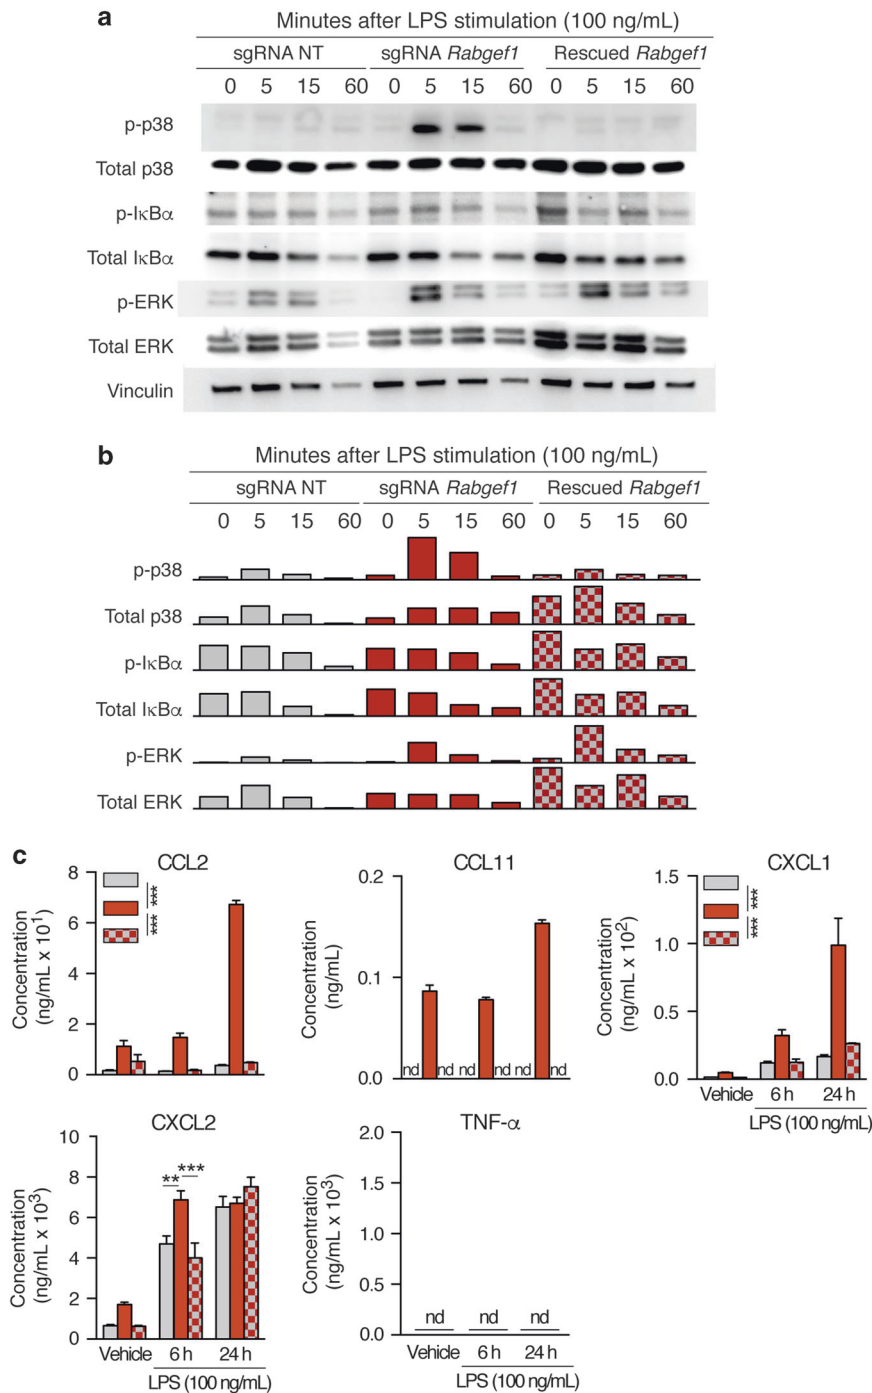 a
Minutes after LPS stimulation (100 ng/mL)
sgRNA NT sgRNA Rabgef1 Rescued Rabgef1
0 5 15 60 0 5 15 60 0 5 15 60
p-p38
Total p38
p-IκBα
Total IκBα
p-ERK
Total ERK
Vinculin
b
Minutes after LPS stimulation (100 ng/mL)
sgRNA NT sgRNA Rabgef1 Rescued Rabgef1
0 5 15 60 0 5 15 60 0 5 15 60
p-p38
Total p38
p-IκBα
Total IκBα
p-ERK
Total ERK
c
CCL2
Concentration
(ng/mL x 10¹)
8
6
4
2
0
***
***
CCL11
Concentration
(ng/mL)
0.2
0.1
0.0
nd nd nd nd nd nd
CXCL1
Concentration
(ng/mL x 10²)
1.5
1.0
0.5
0.0
***
***
Vehicle 6 h 24 h
LPS (100 ng/mL)
CXCL2
Concentration
(ng/mL x 10³)
10
8
6
4
2
0
** ***
Vehicle 6 h 24 h
LPS (100 ng/mL)
TNF-α
Concentration
(ng/mL x 10³)
2.0
1.5
1.0
0.5
0.0
nd nd nd
Vehicle 6 h 24 h
LPS (100 ng/mL)